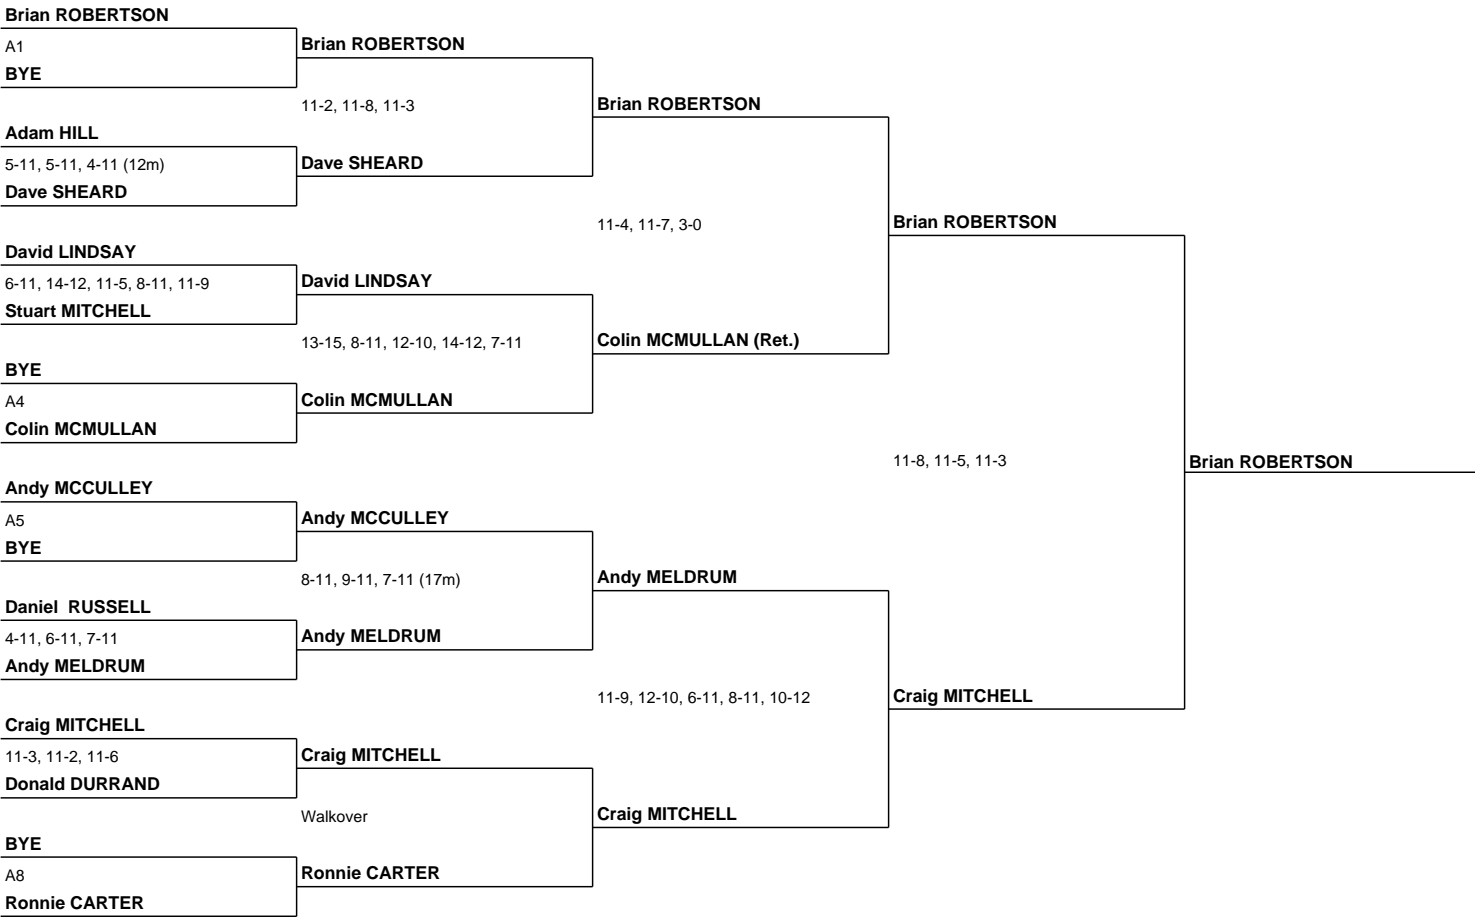 Brian ROBERTSON
A1
BYE
Adam HILL
5-11, 5-11, 4-11 (12m)
Dave SHEARD
David LINDSAY
6-11, 14-12, 11-5, 8-11, 11-9
Stuart MITCHELL
BYE
A4
Colin MCMULLAN
Andy MCCULLEY
A5
BYE
Daniel  RUSSELL
4-11, 6-11, 7-11
Andy MELDRUM
Craig MITCHELL
11-3, 11-2, 11-6
Donald DURRAND
BYE
A8
Ronnie CARTER
Brian ROBERTSON
11-2, 11-8, 11-3
Dave SHEARD
David LINDSAY
13-15, 8-11, 12-10, 14-12, 7-11
Colin MCMULLAN
Andy MCCULLEY
8-11, 9-11, 7-11 (17m)
Andy MELDRUM
Craig MITCHELL
Walkover
Ronnie CARTER
Brian ROBERTSON
11-4, 11-7, 3-0
Colin MCMULLAN (Ret.)
Andy MELDRUM
11-9, 12-10, 6-11, 8-11, 10-12
Craig MITCHELL
Brian ROBERTSON
11-8, 11-5, 11-3
Craig MITCHELL
Brian ROBERTSON